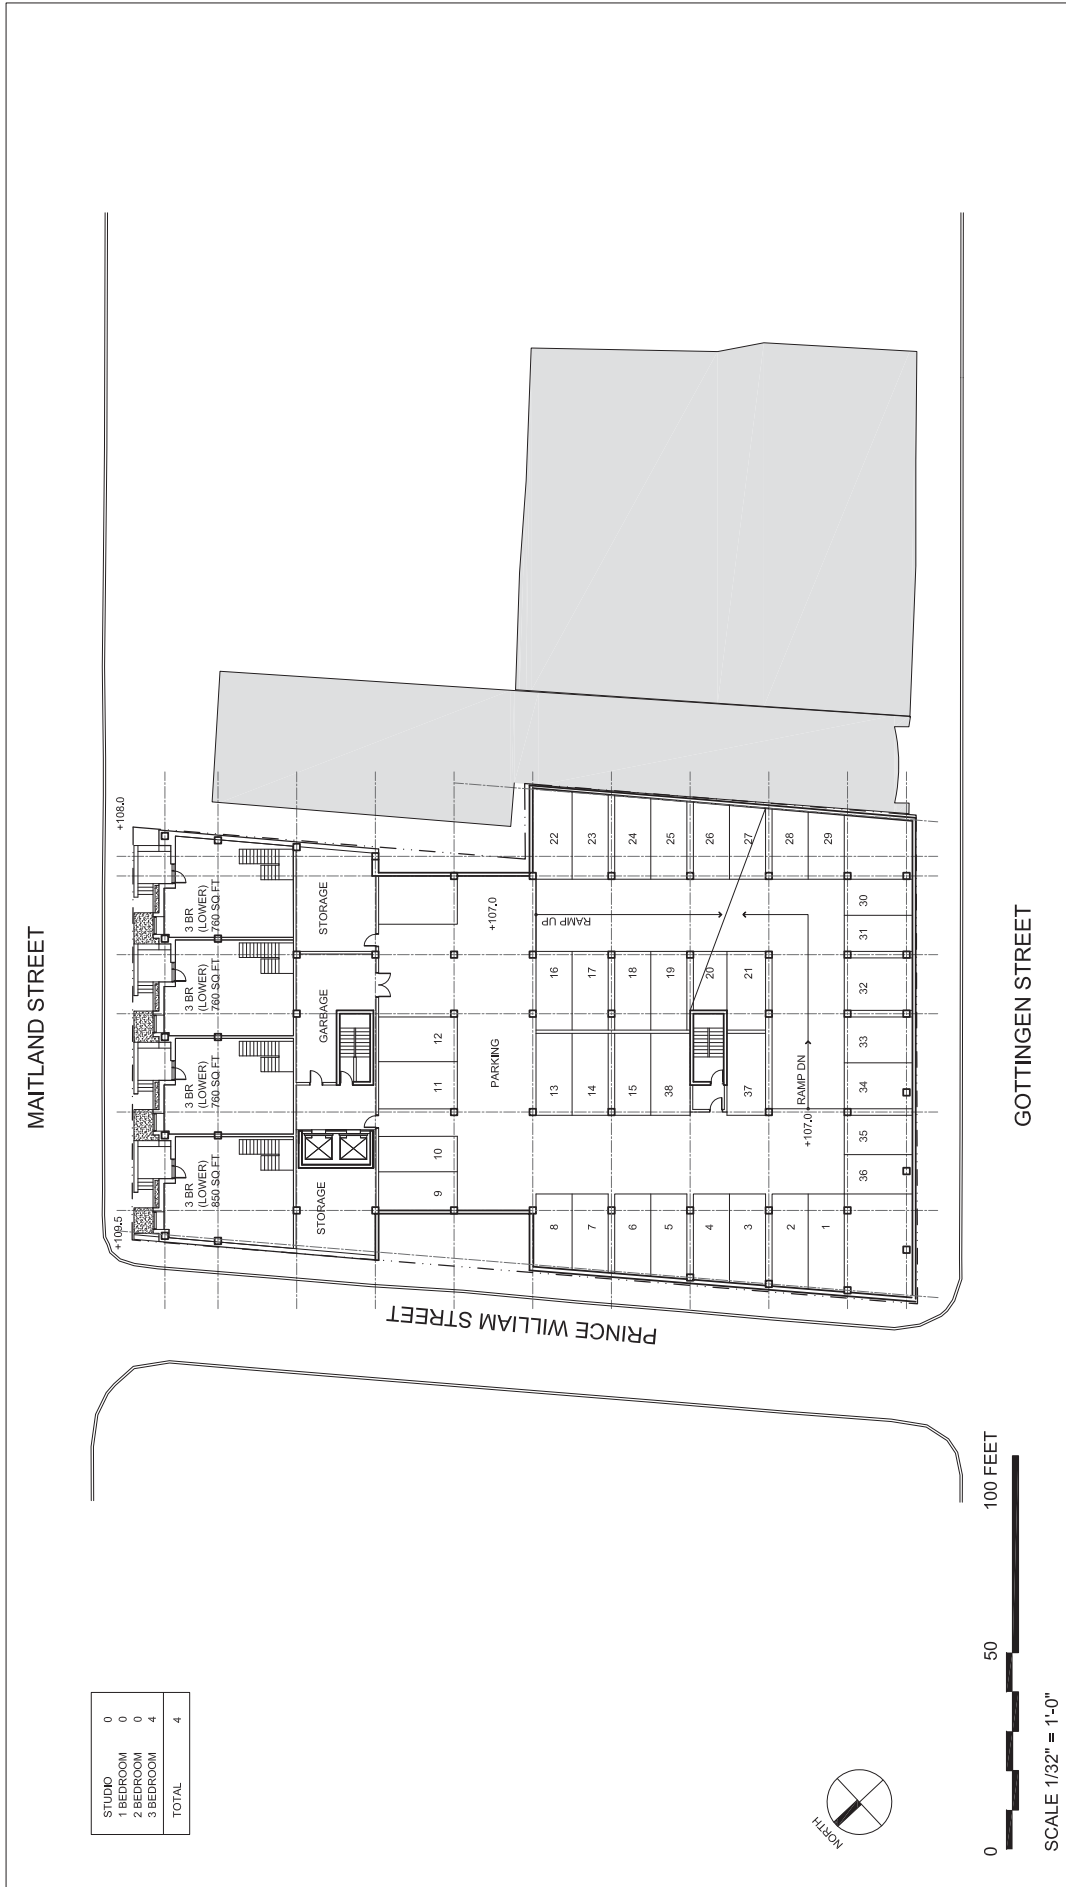 MAITLAND STREET
STUDIO 0
1 BEDROOM 0
2 BEDROOM 0
3 BEDROOM 4
TOTAL 4
+109.5
+108.0
3 BR
(LOWER)
850 SQ FT
3 BR
(LOWER)
760 SQ FT
3 BR
(LOWER)
760 SQ FT
3 BR
(LOWER)
760 SQ FT
STORAGE
GARBAGE
STORAGE
9
10
11
12
PARKING
+107.0
PRINCE WILLIAM STREET
8
7
6
5
4
3
2
1
13
14
15
38
37
16
17
18
19
20
21
RAMP UP
22
23
24
25
26
27
28
29
+107.0
RAMP DN
36
35
34
33
32
31
30
NORTH
GOTTINGEN STREET
0 50 100 FEET
SCALE 1/32" = 1'-0"